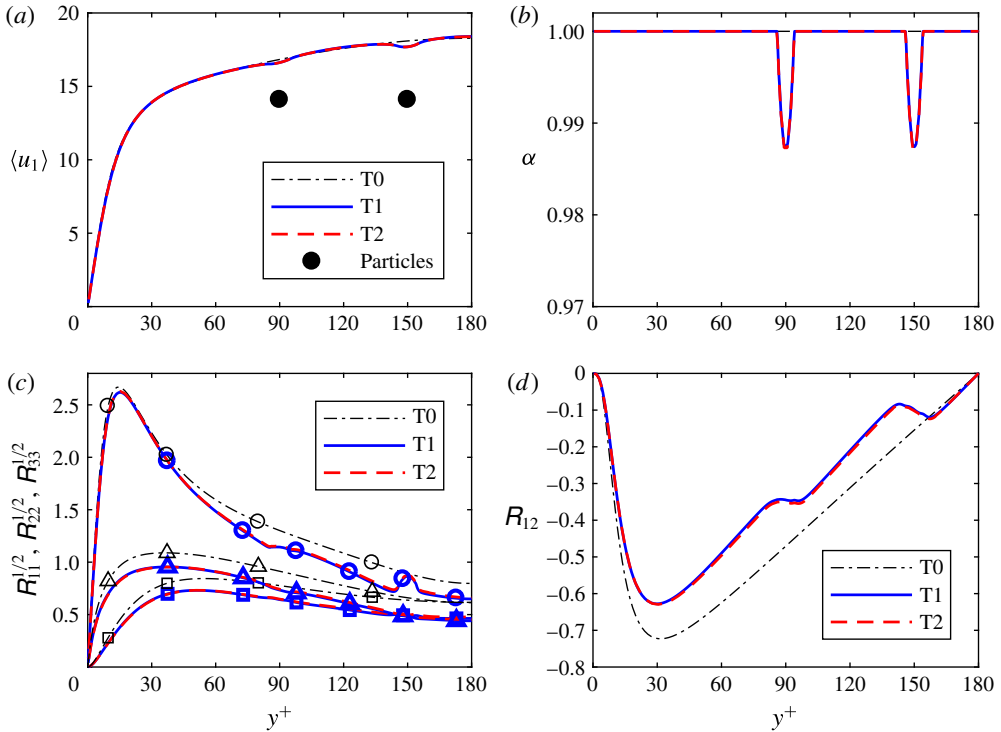 (a)
20
15
10
5
⟨u₁⟩
T0
T1
T2
Particles
0 30 60 90 120 150 180
(b)
1.00
0.99
0.98
0.97
α
0 30 60 90 120 150 180
(c)
2.5
2.0
1.5
1.0
0.5
R₁₁^{1/2}, R₂₂^{1/2}, R₃₃^{1/2}
T0
T1
T2
0 30 60 90 120 150 180
y⁺
(d)
0
−0.1
−0.2
−0.3
−0.4
−0.5
−0.6
−0.7
−0.8
R₁₂
T0
T1
T2
0 30 60 90 120 150 180
y⁺